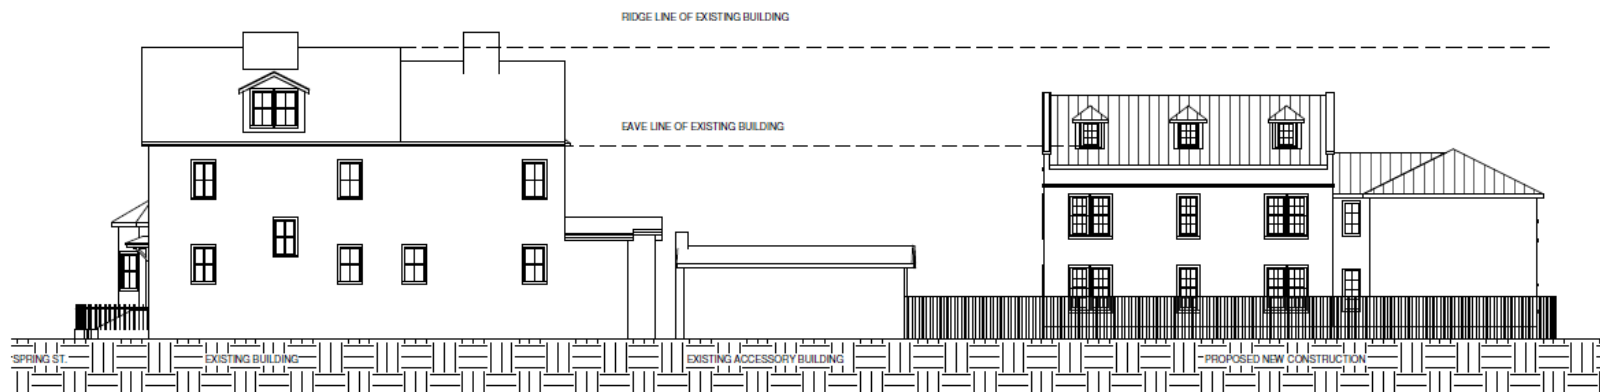 RIDGE LINE OF EXISTING BUILDING
EAVE LINE OF EXISTING BUILDING
SPRING ST.
EXISTING BUILDING
EXISTING ACCESSORY BUILDING
PROPOSED NEW CONSTRUCTION